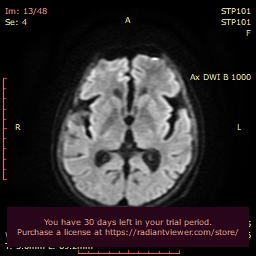 Im: 13/48
STP101
Se: 4
STP101
F
A
Ax DWI B 1000
R
L
You have 30 days left in your trial period.
Purchase a license at https://radiantviewer.com/store/